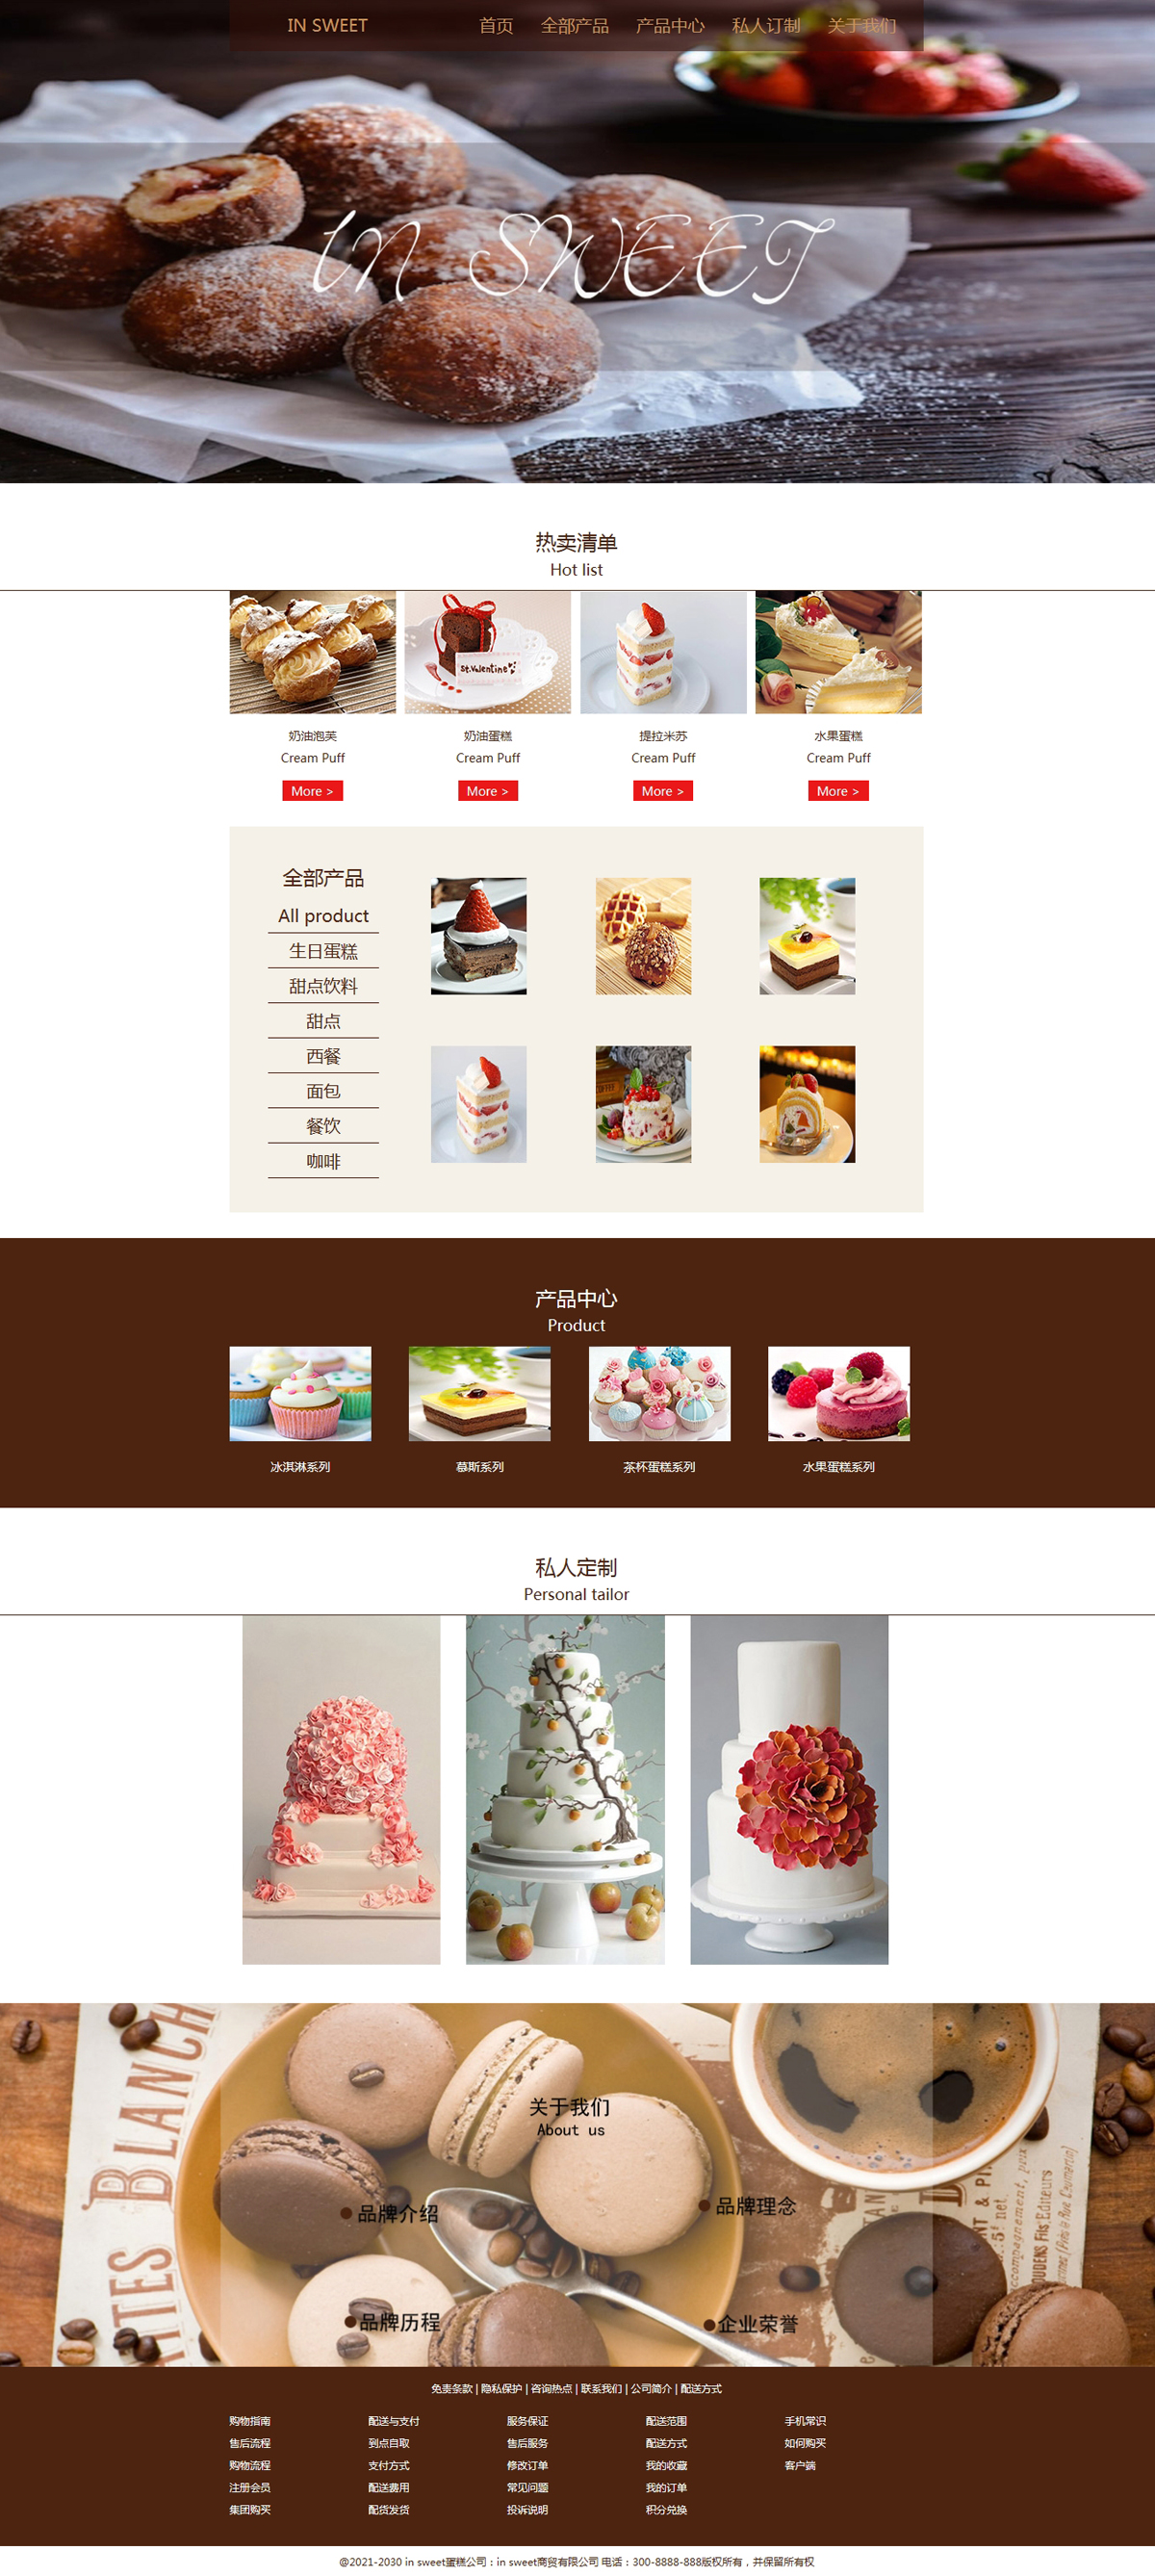 IN SWEET 首页 全部产品 产品中心 私人订制 关于我们
IN SWEET
热卖清单
Hot list
St.Valentine
奶油泡芙 奶油蛋糕 提拉米苏 水果蛋糕
Cream Puff Cream Puff Cream Puff Cream Puff
More > More > More > More >
全部产品
All product
生日蛋糕
甜点饮料
甜点
西餐
面包
餐饮
咖啡
产品中心
Product
冰淇淋系列 慕斯系列 茶杯蛋糕系列 水果蛋糕系列
私人定制
Personal tailor
BLANCH
关于我们
About us
品牌介绍 品牌理念
品牌历程 企业荣誉
免责条款 | 隐私保护 | 咨询热点 | 联系我们 | 公司简介 | 配送方式
购物指南 配送与支付 服务保证 配送范围 手机常识
售后流程 到点自取 售后服务 配送方式 如何购买
购物流程 支付方式 修改订单 我的收藏 客户端
注册会员 配送费用 常见问题 我的订单
集团购买 配货发货 投诉说明 积分兑换
@2021-2030 in sweet蛋糕公司：in sweet商贸有限公司 电话：300-8888-888版权所有，并保留所有权